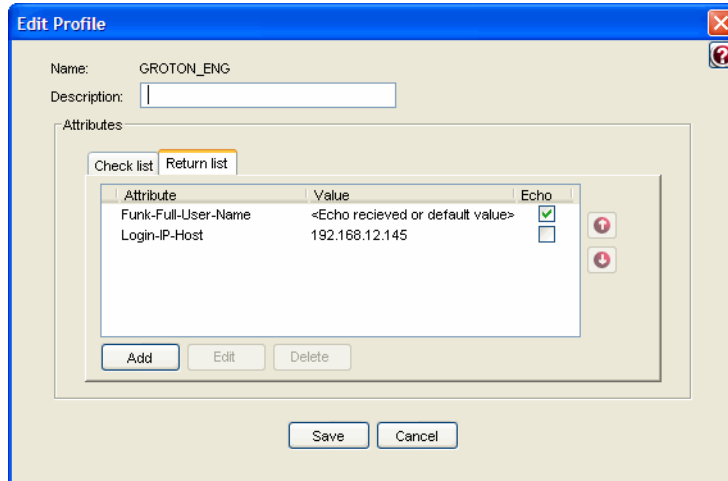 Edit Profile
Name: GROTON_ENG
Description:
Attributes
Check list Return list
Attribute Value Echo
Funk-Full-User-Name <Echo recieved or default value>
Login-IP-Host 192.168.12.145
Add Edit Delete
Save Cancel